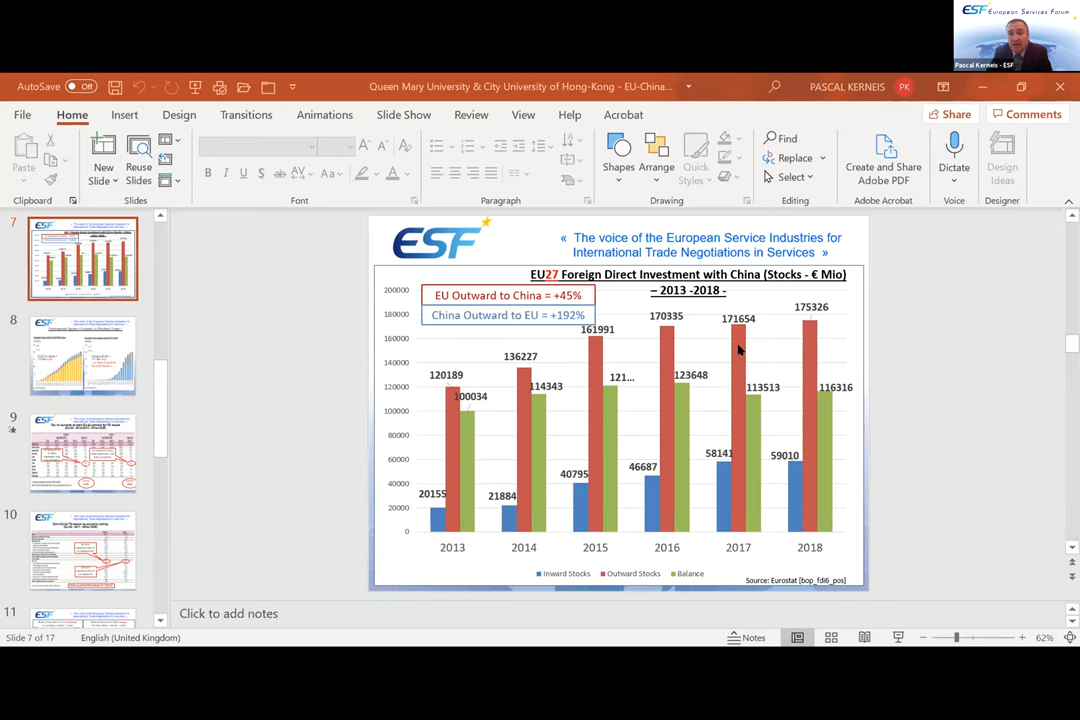 ESF European Services Forum
Pascal Kerneis - ESF
AutoSave Off
Queen Mary University & City University of Hong-Kong - EU-China...
PASCAL KERNEIS PK
File Home Insert Design Transitions Animations Slide Show Review View Help Acrobat Share Comments
Paste
New Slide
Reuse Slides
Shapes
Arrange
Quick Styles
Find
Replace
Select
Create and Share Adobe PDF
Dictate
Design Ideas
Clipboard Slides Font Paragraph Drawing Editing Adobe Acrobat Voice Designer
7
8
9
10
11
ESF
« The voice of the European Service Industries for
International Trade Negotiations in Services »
EU27 Foreign Direct Investment with China (Stocks - € Mio)
– 2013 -2018 -
EU Outward to China = +45%
China Outward to EU = +192%
200000
180000
160000
140000
120000
100000
80000
60000
40000
20000
0
20155 120189 100034
21884 136227 114343
40795 161991 121...
46687 170335 123648
58141 171654 113513
59010 175326 116316
2013 2014 2015 2016 2017 2018
Inward Stocks Outward Stocks Balance
Source: Eurostat [bop_fdi6_pos]
Click to add notes
Slide 7 of 17 English (United Kingdom) Notes 62%